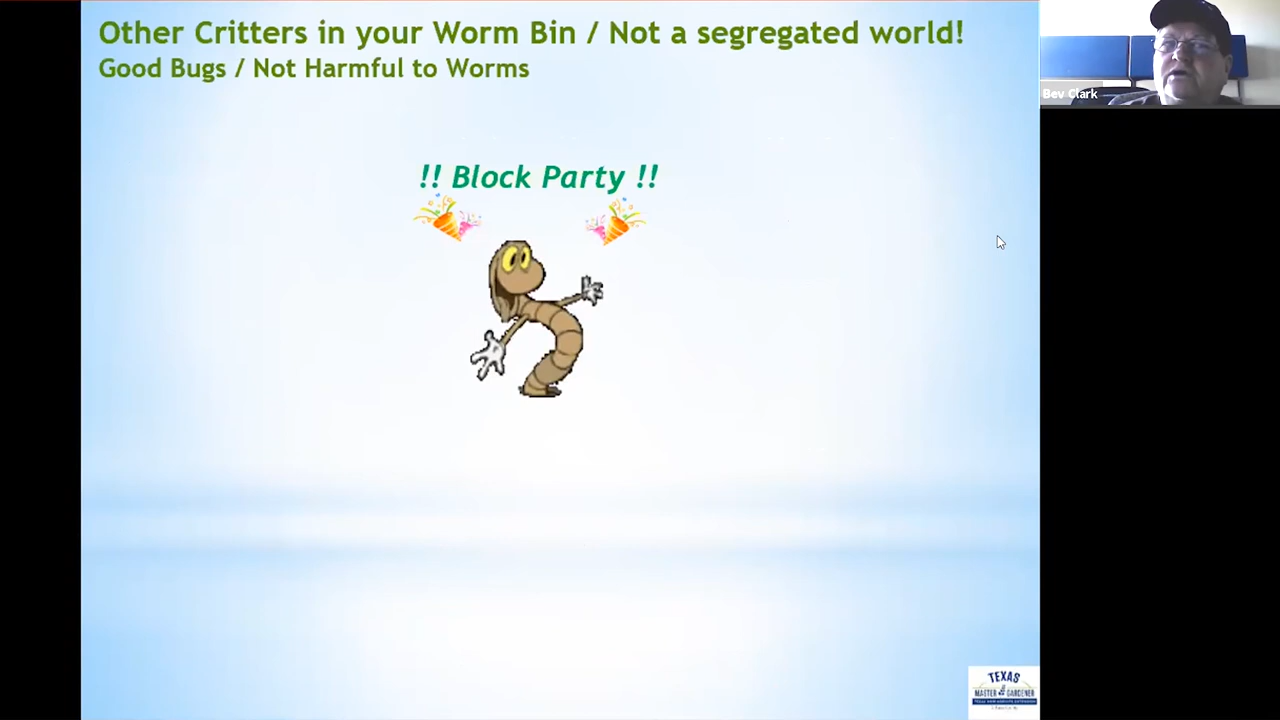 Other Critters in your Worm Bin / Not a segregated world!
Good Bugs / Not Harmful to Worms
Bev Clark
!! Block Party !!
TEXAS
MASTER GARDENER